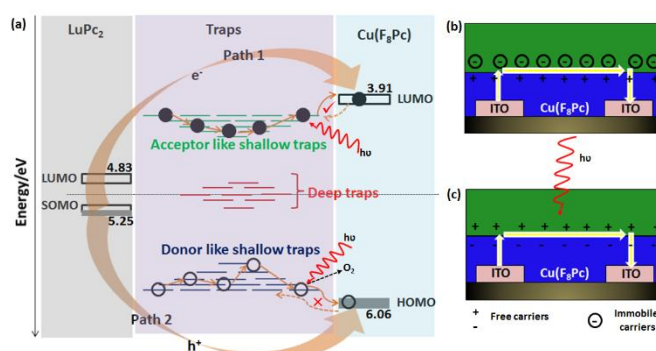 (a)
LuPc₂
Traps
Cu(F₈Pc)
Path 1
e⁻
3.91
LUMO
Acceptor like shallow traps
hυ
4.83
LUMO
SOMO
5.25
Deep traps
Donor like shallow traps
hυ
O₂
HOMO
6.06
Path 2
h⁺
Energy/eV
(b)
ITO
Cu(F₈Pc)
ITO
hυ
(c)
ITO
Cu(F₈Pc)
ITO
+ Free carriers
-
Immobile
carriers